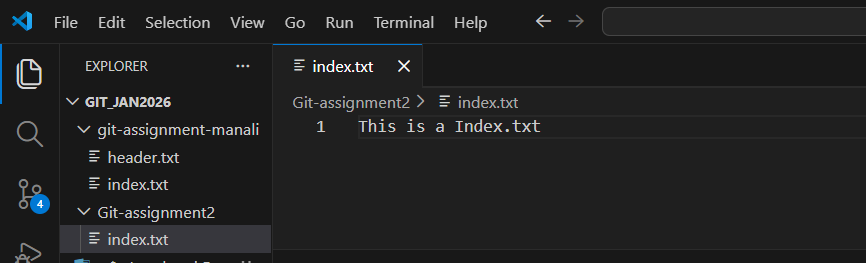 File Edit Selection View Go Run Terminal Help
EXPLORER ...
index.txt
GIT_JAN2026
Git-assignment2 > index.txt
git-assignment-manali
1 This is a Index.txt
header.txt
index.txt
4
Git-assignment2
index.txt